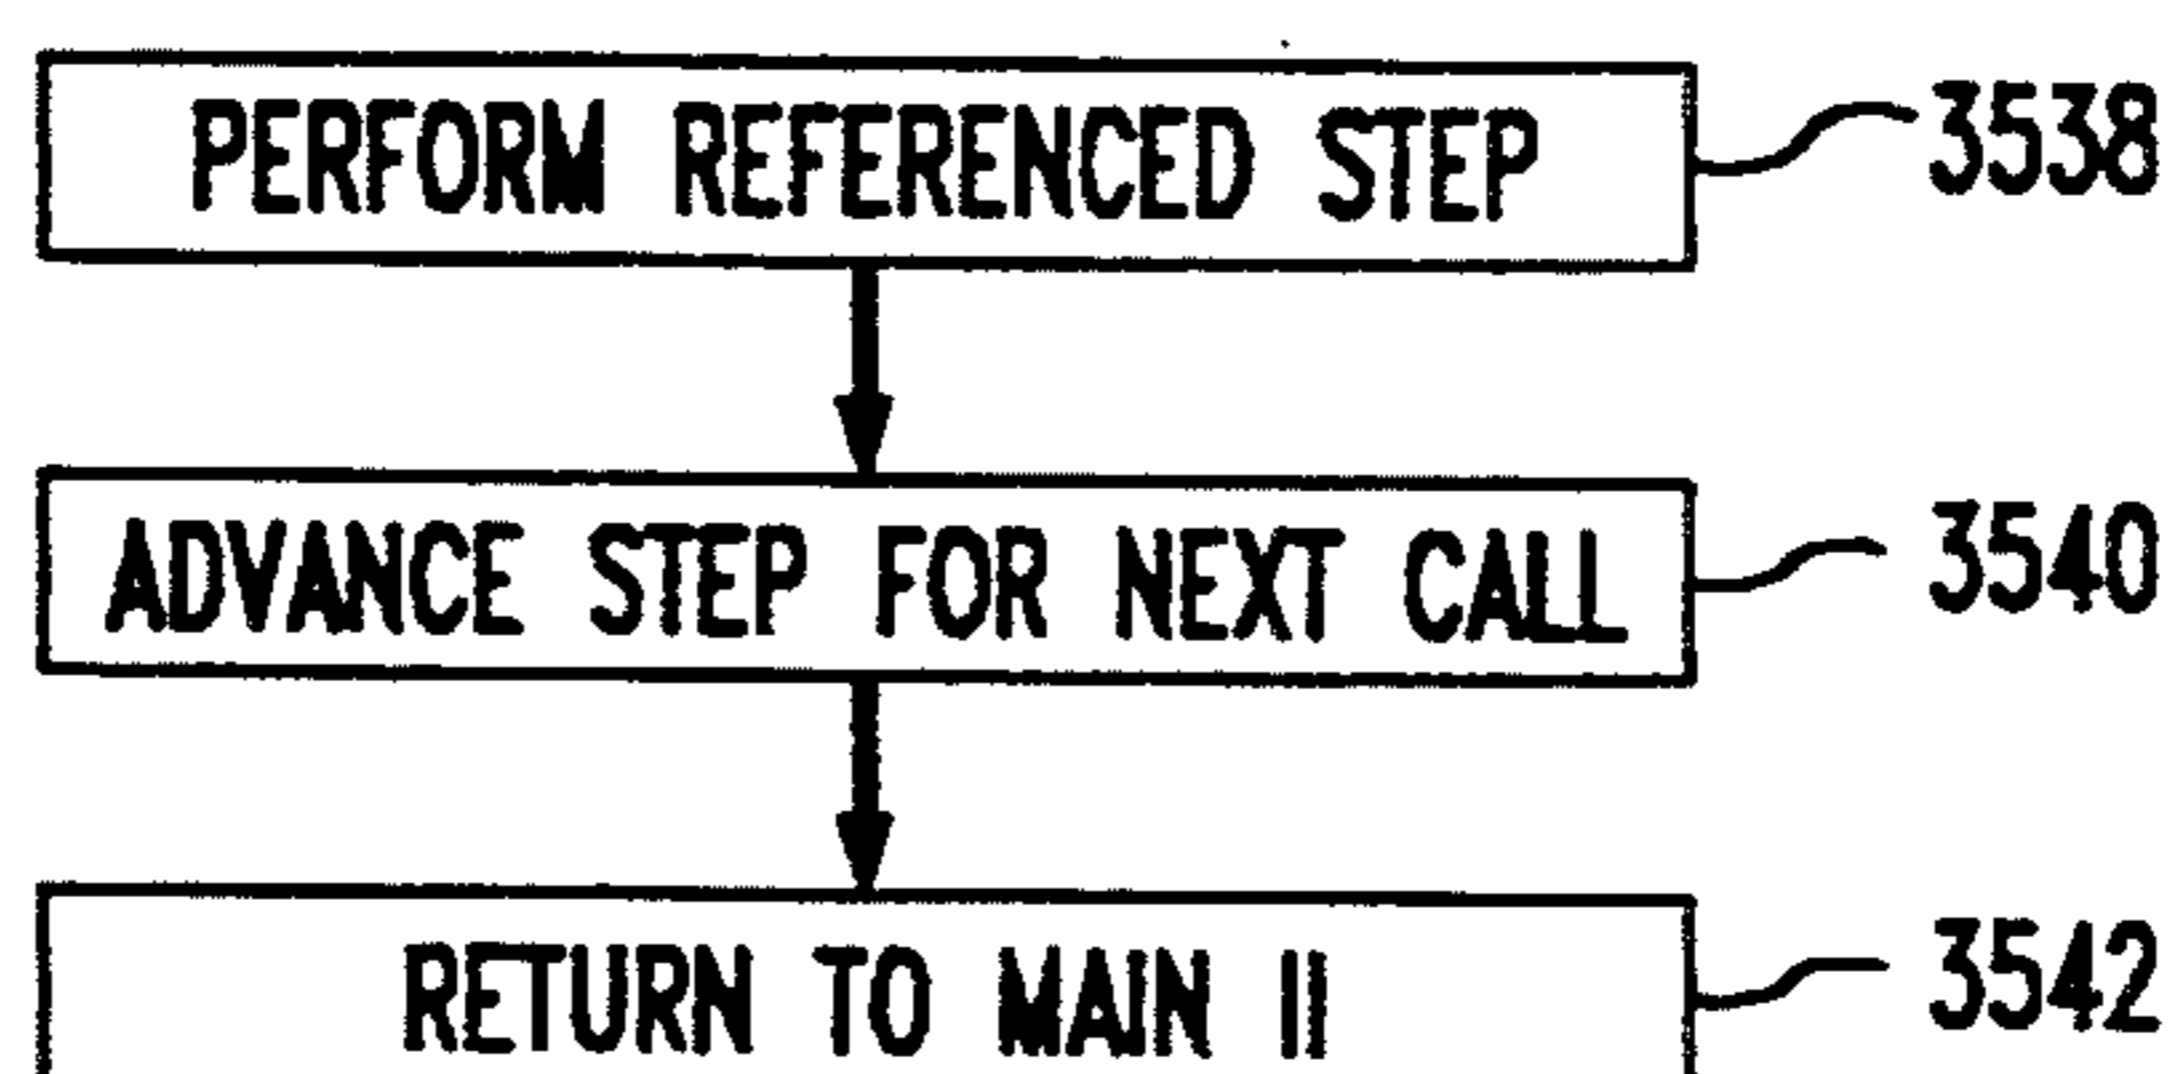 PERFORM REFERENCED STEP 3538
ADVANCE STEP FOR NEXT CALL 3540
RETURN TO MAIN II 3542